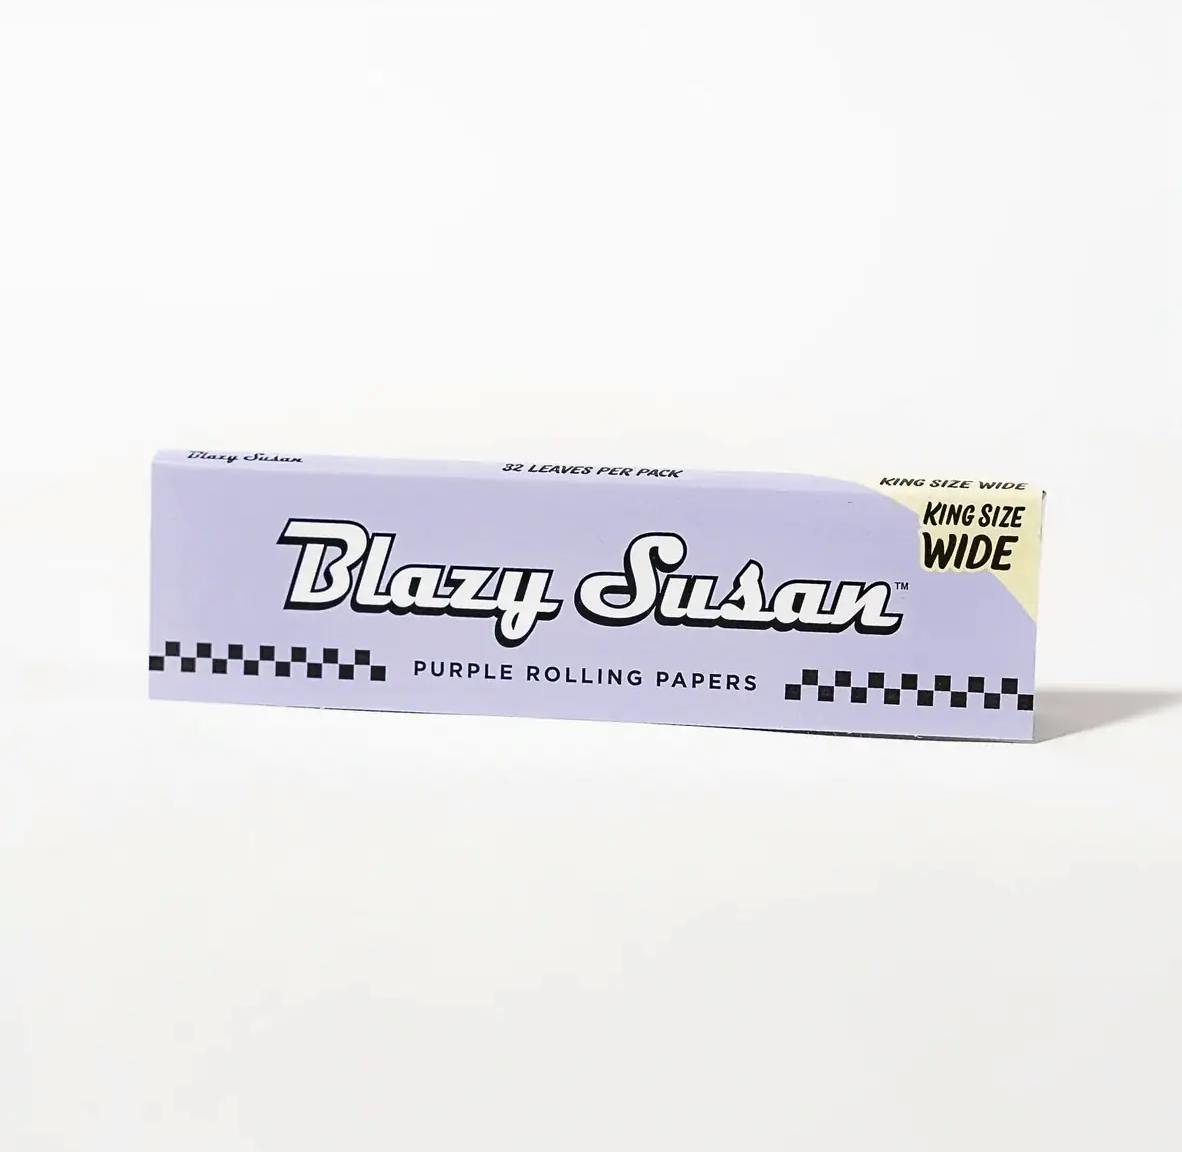 Blazy Susan
32 LEAVES PER PACK
KING SIZE WIDE
KING SIZE
WIDE
Blazy Susan™
PURPLE ROLLING PAPERS